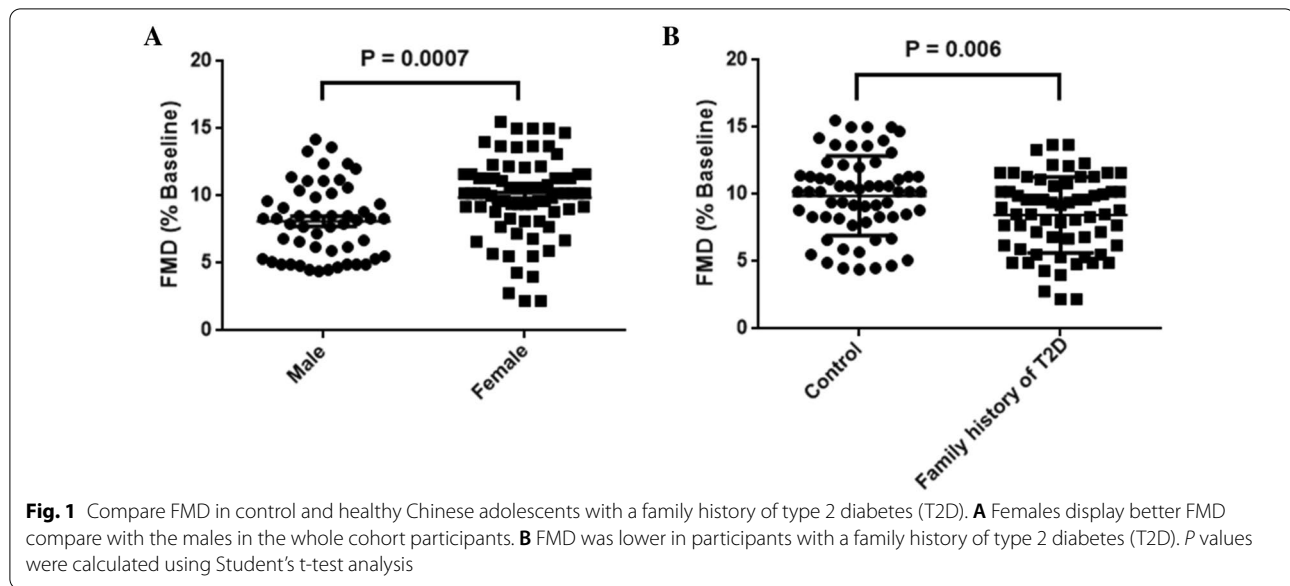 A
P = 0.0007
FMD (% Baseline)
20
15
10
5
0
Male
Female
B
P = 0.006
FMD (% Baseline)
20
15
10
5
0
Control
Family history of T2D
Fig. 1 Compare FMD in control and healthy Chinese adolescents with a family history of type 2 diabetes (T2D). A Females display better FMD
compare with the males in the whole cohort participants. B FMD was lower in participants with a family history of type 2 diabetes (T2D). P values
were calculated using Student's t-test analysis